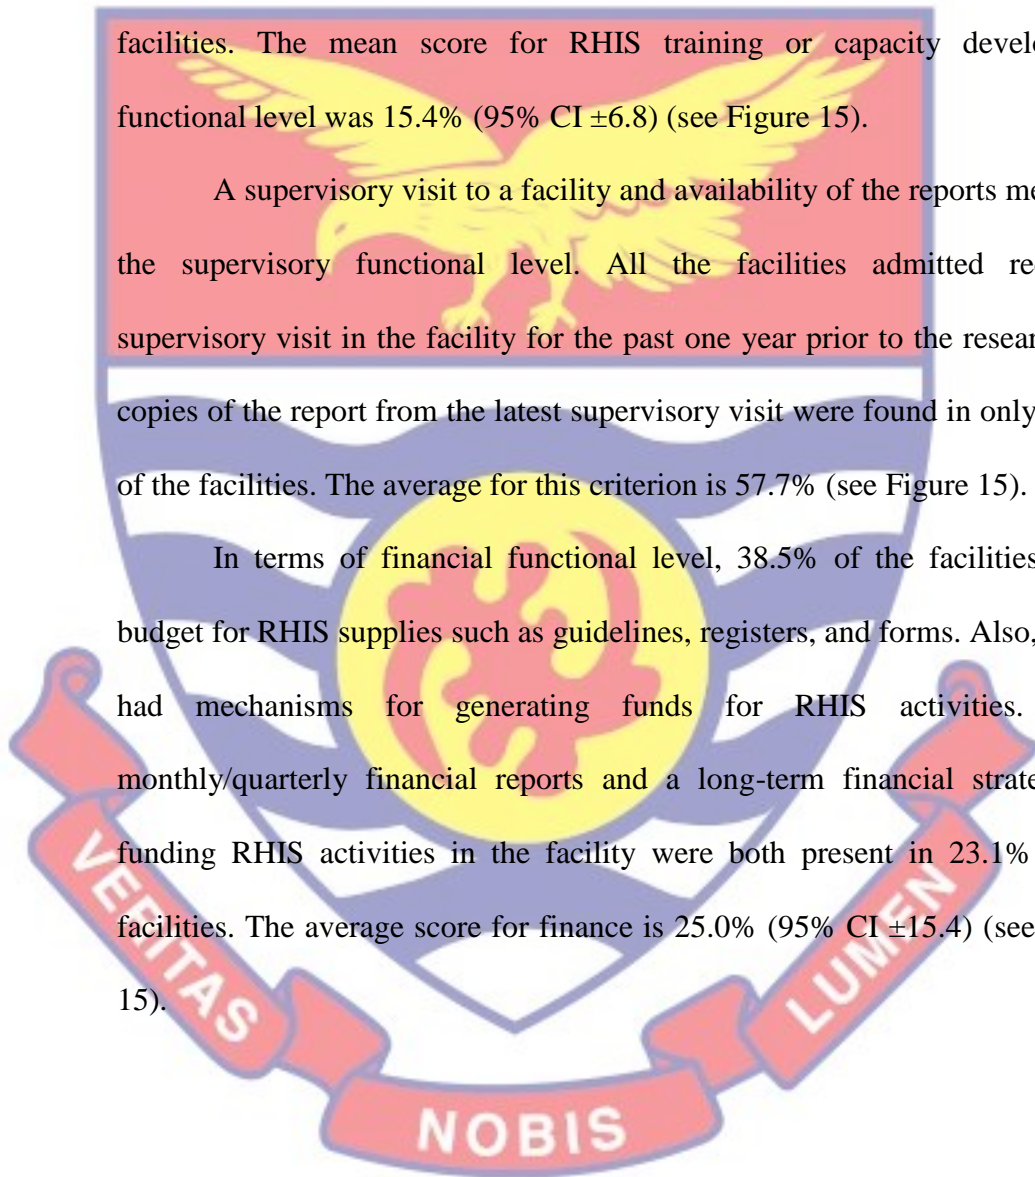 facilities. The mean score for RHIS training or capacity
functional level was 15.4% (95% CI ±6.8) (see Figure 15).
A supervisory visit to a facility and availability of the reports
the supervisory functional level. All the facilities admitted
supervisory visit in the facility for the past one year prior to the
copies of the report from the latest supervisory visit were found in only
of the facilities. The average for this criterion is 57.7% (see Figure 15).
In terms of financial functional level, 38.5% of the facilities
budget for RHIS supplies such as guidelines, registers, and forms. Also,
had mechanisms for generating funds for RHIS activities.
monthly/quarterly financial reports and a long-term financial
funding RHIS activities in the facility were both present in 23.1%
facilities. The average score for finance is 25.0% (95% CI ±15.4) (see
15).
VERITAS
NOBIS
LUMEN